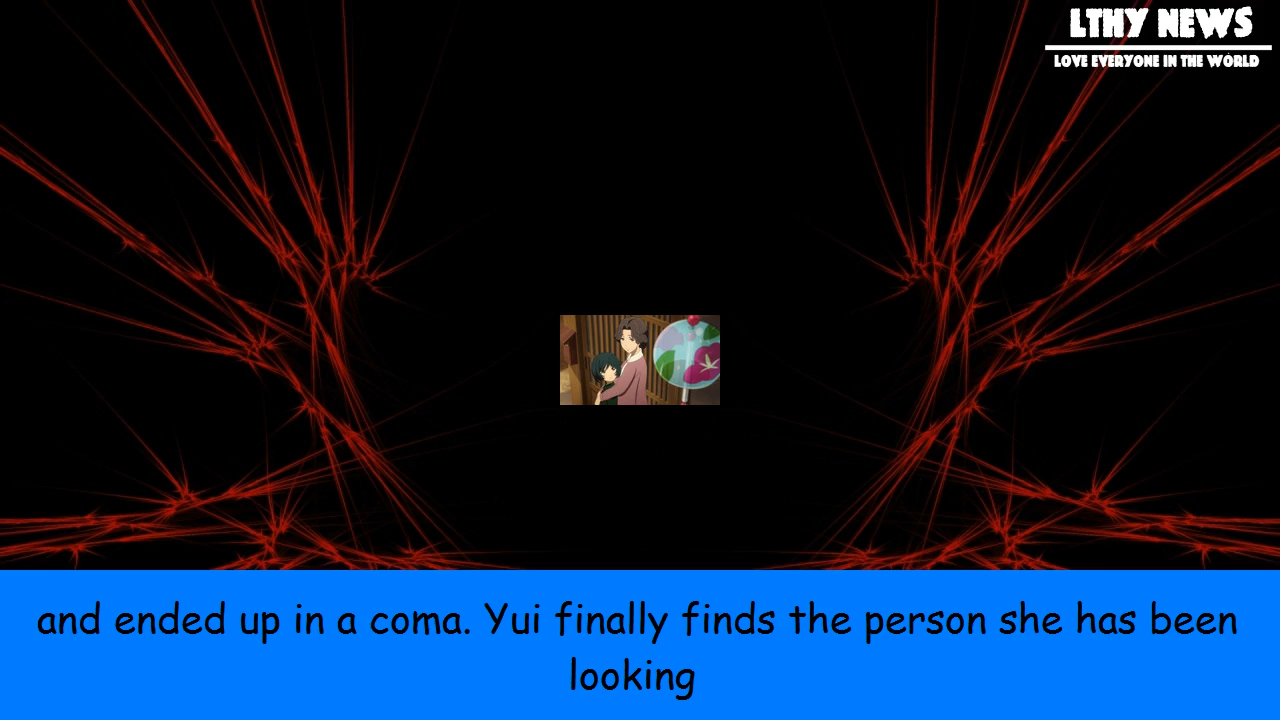 LTHY NEWS
LOVE EVERYONE IN THE WORLD
and ended up in a coma. Yui finally finds the person she has been
looking